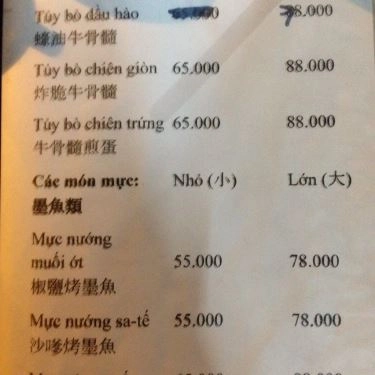 Tủy bò dầu hào
蠔油牛骨髓
Tủy bò chiên giòn 65.000 88.000
炸脆牛骨髓
Tủy bò chiên trứng 65.000 88.000
牛骨髓煎蛋
Các món mực: Nhỏ (小) Lớn (大)
墨魚類
Mực nướng
muối ớt 55.000 78.000
椒鹽烤墨魚
Mực nướng sa-tế 55.000 78.000
沙嗲烤墨魚